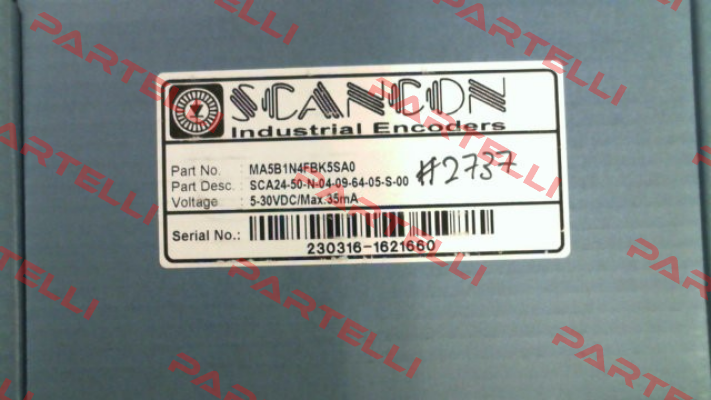 SCANCON
Industrial Encoders
Part No. : MA5B1N4FBK5SA0
Part Desc. : SCA24-50-N-04-09-64-05-S-00
Voltage : 5-30VDC/Max.35mA
#2737
Serial No.:
230316-1621660
PARTELLI
PARTELLI
PARTELLI
PARTELLI
PARTELLI
PARTELLI
PARTELLI
PARTELLI